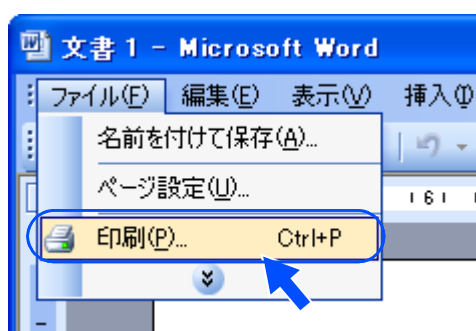 文書 1 - Microsoft Word
ファイル(F) 編集(E) 表示(V) 挿入(I
名前を付けて保存(A)...
ページ設定(U)...
6
印刷(P)... Ctrl+P